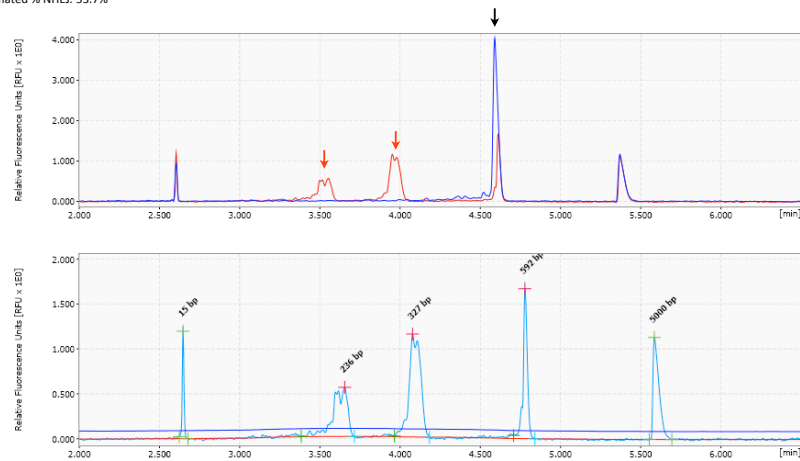 Relative Fluorescence Units [RFU x 1E0]
4.000
3.000
2.000
1.000
0.000
2.000 2.500 3.000 3.500 4.000 4.500 5.000 5.500 6.000 [min]
Relative Fluorescence Units [RFU x 1E0]
2.000
1.500
1.000
0.500
0.000
15 bp
236 bp
327 bp
592 bp
5000 bp
2.000 2.500 3.000 3.500 4.000 4.500 5.000 5.500 6.000 [min]